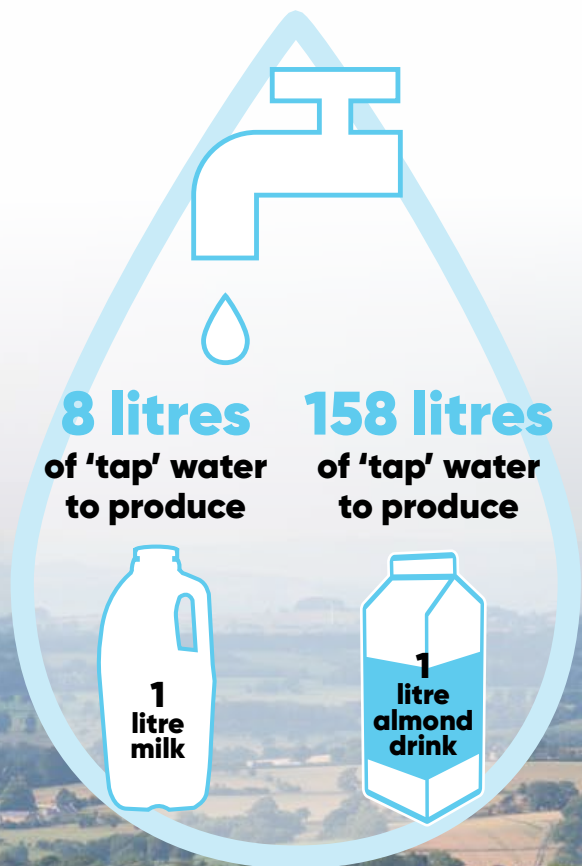 8 litres
of ‘tap’ water
to produce
1
litre
milk
158 litres
of ‘tap’ water
to produce
1
litre
almond
drink